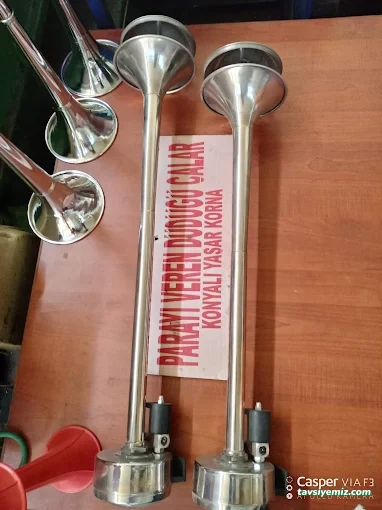 PARAYI VEREN DÜDÜĞÜ ÇALAR
KONYALI YAŞAR KORNA
Casper VIA F3
tavsiyemiz.com